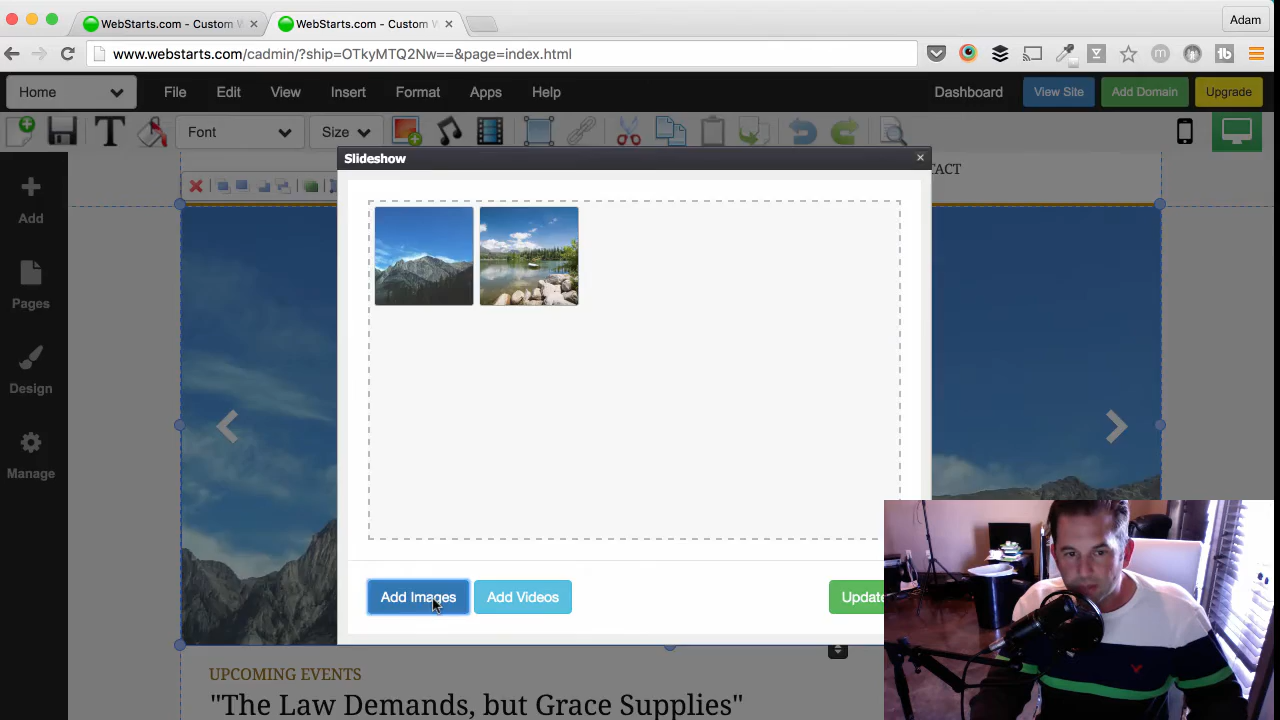 WebStarts.com - Custom W
WebStarts.com - Custom W
Adam
www.webstarts.com/cadmin/?ship=OTkyMTQ2Nw==&page=index.html
Home
File
Edit
View
Insert
Format
Apps
Help
Dashboard
View Site
Add Domain
Upgrade
Font
Size
Slideshow
Add
Pages
Design
Manage
Add Images
Add Videos
Update
UPCOMING EVENTS
"The Law Demands, but Grace Supplies"